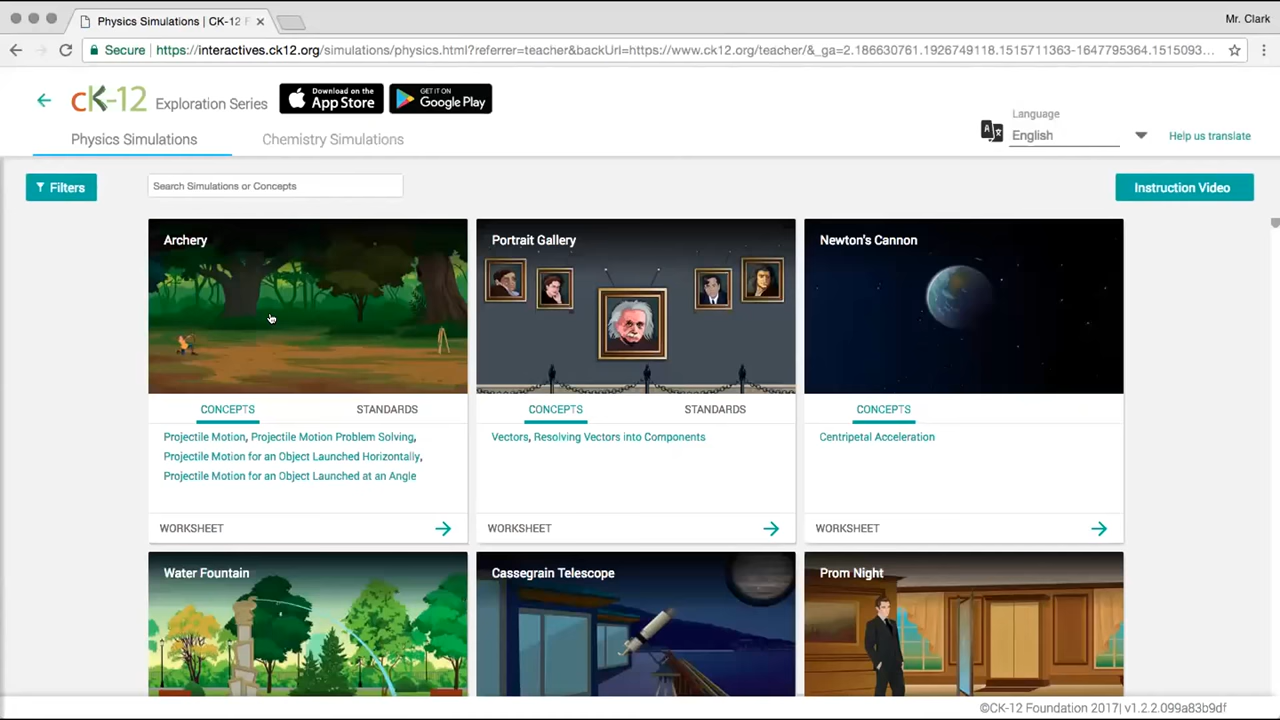 Physics Simulations | CK-12 F
Mr. Clark
Secure
https://interactives.ck12.org/simulations/physics.html?referrer=teacher&backUrl=https://www.ck12.org/teacher/&_ga=2.186630761.1926749118.1515711363-1647795364.1515093...
cK-12 Exploration Series
Download on the
App Store
GET IT ON
Google Play
Language
English
Help us translate
Physics Simulations
Chemistry Simulations
Filters
Search Simulations or Concepts
Instruction Video
Archery
Portrait Gallery
Newton's Cannon
CONCEPTS
STANDARDS
CONCEPTS
STANDARDS
CONCEPTS
Projectile Motion, Projectile Motion Problem Solving,
Projectile Motion for an Object Launched Horizontally,
Projectile Motion for an Object Launched at an Angle
Vectors, Resolving Vectors into Components
Centripetal Acceleration
WORKSHEET
WORKSHEET
WORKSHEET
Water Fountain
Cassegrain Telescope
Prom Night
©CK-12 Foundation 2017| v1.2.2.099a83b9df